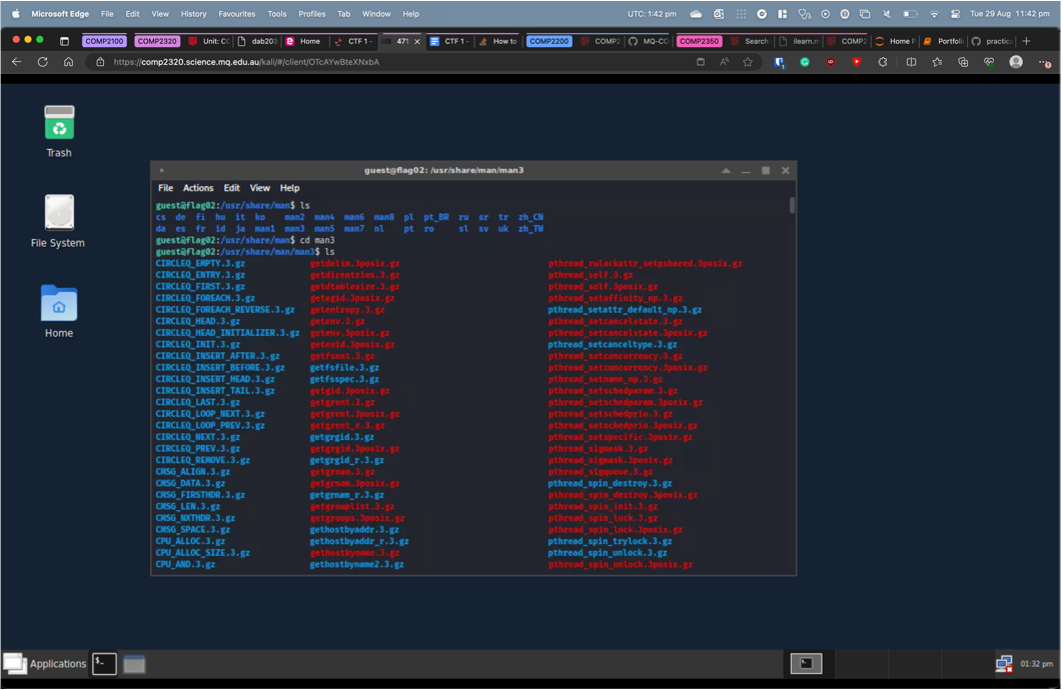 Microsoft Edge File Edit View History Favourites Tools Profiles Tab Window Help UTC: 1:42 pm Tue 29 Aug 11:42 pm
COMP2100 COMP2320 Unit: CC dab203 Home CTF 1 – 471 CTF 1 – How to COMP2200 COMP2 MQ-CO COMP2350 Search ilearn.m COMP2 Home P Portfoli practice
https://comp2320.science.mq.edu.au/kali/#/client/OTcAYwBteXNxbA
Trash
File System
Home
guest@flag02: /usr/share/man/man3
File Actions Edit View Help
guest@flag02:/usr/share/man$ ls
cs de fi hu it ko man2 man4 man6 man8 pl pt_BR ru sr tr zh_CN
da es fr id ja man1 man3 man5 man7 nl pt ro sl sv uk zh_TW
guest@flag02:/usr/share/man$ cd man3
guest@flag02:/usr/share/man/man3$ ls
CIRCLEQ_EMPTY.3.gz getdelim.3posix.gz pthread_rwlockattr_setpshared.3posix.gz
CIRCLEQ_ENTRY.3.gz getdirentries.3.gz pthread_self.3.gz
CIRCLEQ_FIRST.3.gz getdtablesize.3.gz pthread_self.3posix.gz
CIRCLEQ_FOREACH.3.gz getegid.3posix.gz pthread_setaffinity_np.3.gz
CIRCLEQ_FOREACH_REVERSE.3.gz getentropy.3.gz pthread_setattr_default_np.3.gz
CIRCLEQ_HEAD.3.gz getenv.3.gz pthread_setcancelstate.3.gz
CIRCLEQ_HEAD_INITIALIZER.3.gz getenv.3posix.gz pthread_setcancelstate.3posix.gz
CIRCLEQ_INIT.3.gz geteuid.3posix.gz pthread_setcanceltype.3.gz
CIRCLEQ_INSERT_AFTER.3.gz getfsent.3.gz pthread_setconcurrency.3.gz
CIRCLEQ_INSERT_BEFORE.3.gz getfsfile.3.gz pthread_setconcurrency.3posix.gz
CIRCLEQ_INSERT_HEAD.3.gz getfsspec.3.gz pthread_setname_np.3.gz
CIRCLEQ_INSERT_TAIL.3.gz getgid.3posix.gz pthread_setschedparam.3.gz
CIRCLEQ_LAST.3.gz getgrent.3.gz pthread_setschedparam.3posix.gz
CIRCLEQ_LOOP_NEXT.3.gz getgrent.3posix.gz pthread_setschedprio.3.gz
CIRCLEQ_LOOP_PREV.3.gz getgrent_r.3.gz pthread_setschedprio.3posix.gz
CIRCLEQ_NEXT.3.gz getgrgid.3.gz pthread_setspecific.3posix.gz
CIRCLEQ_PREV.3.gz getgrgid.3posix.gz pthread_sigmask.3.gz
CIRCLEQ_REMOVE.3.gz getgrgid_r.3.gz pthread_sigmask.3posix.gz
CMSG_ALIGN.3.gz getgrnam.3.gz pthread_sigqueue.3.gz
CMSG_DATA.3.gz getgrnam.3posix.gz pthread_spin_destroy.3.gz
CMSG_FIRSTHDR.3.gz getgrnam_r.3.gz pthread_spin_destroy.3posix.gz
CMSG_LEN.3.gz getgrouplist.3.gz pthread_spin_init.3.gz
CMSG_NXTHDR.3.gz getgroups.3posix.gz pthread_spin_lock.3.gz
CMSG_SPACE.3.gz gethostbyaddr.3.gz pthread_spin_lock.3posix.gz
CPU_ALLOC.3.gz gethostbyaddr_r.3.gz pthread_spin_trylock.3.gz
CPU_ALLOC_SIZE.3.gz gethostbyname.3.gz pthread_spin_unlock.3.gz
CPU_AND.3.gz gethostbyname2.3.gz pthread_spin_unlock.3posix.gz
Applications 01:32 pm